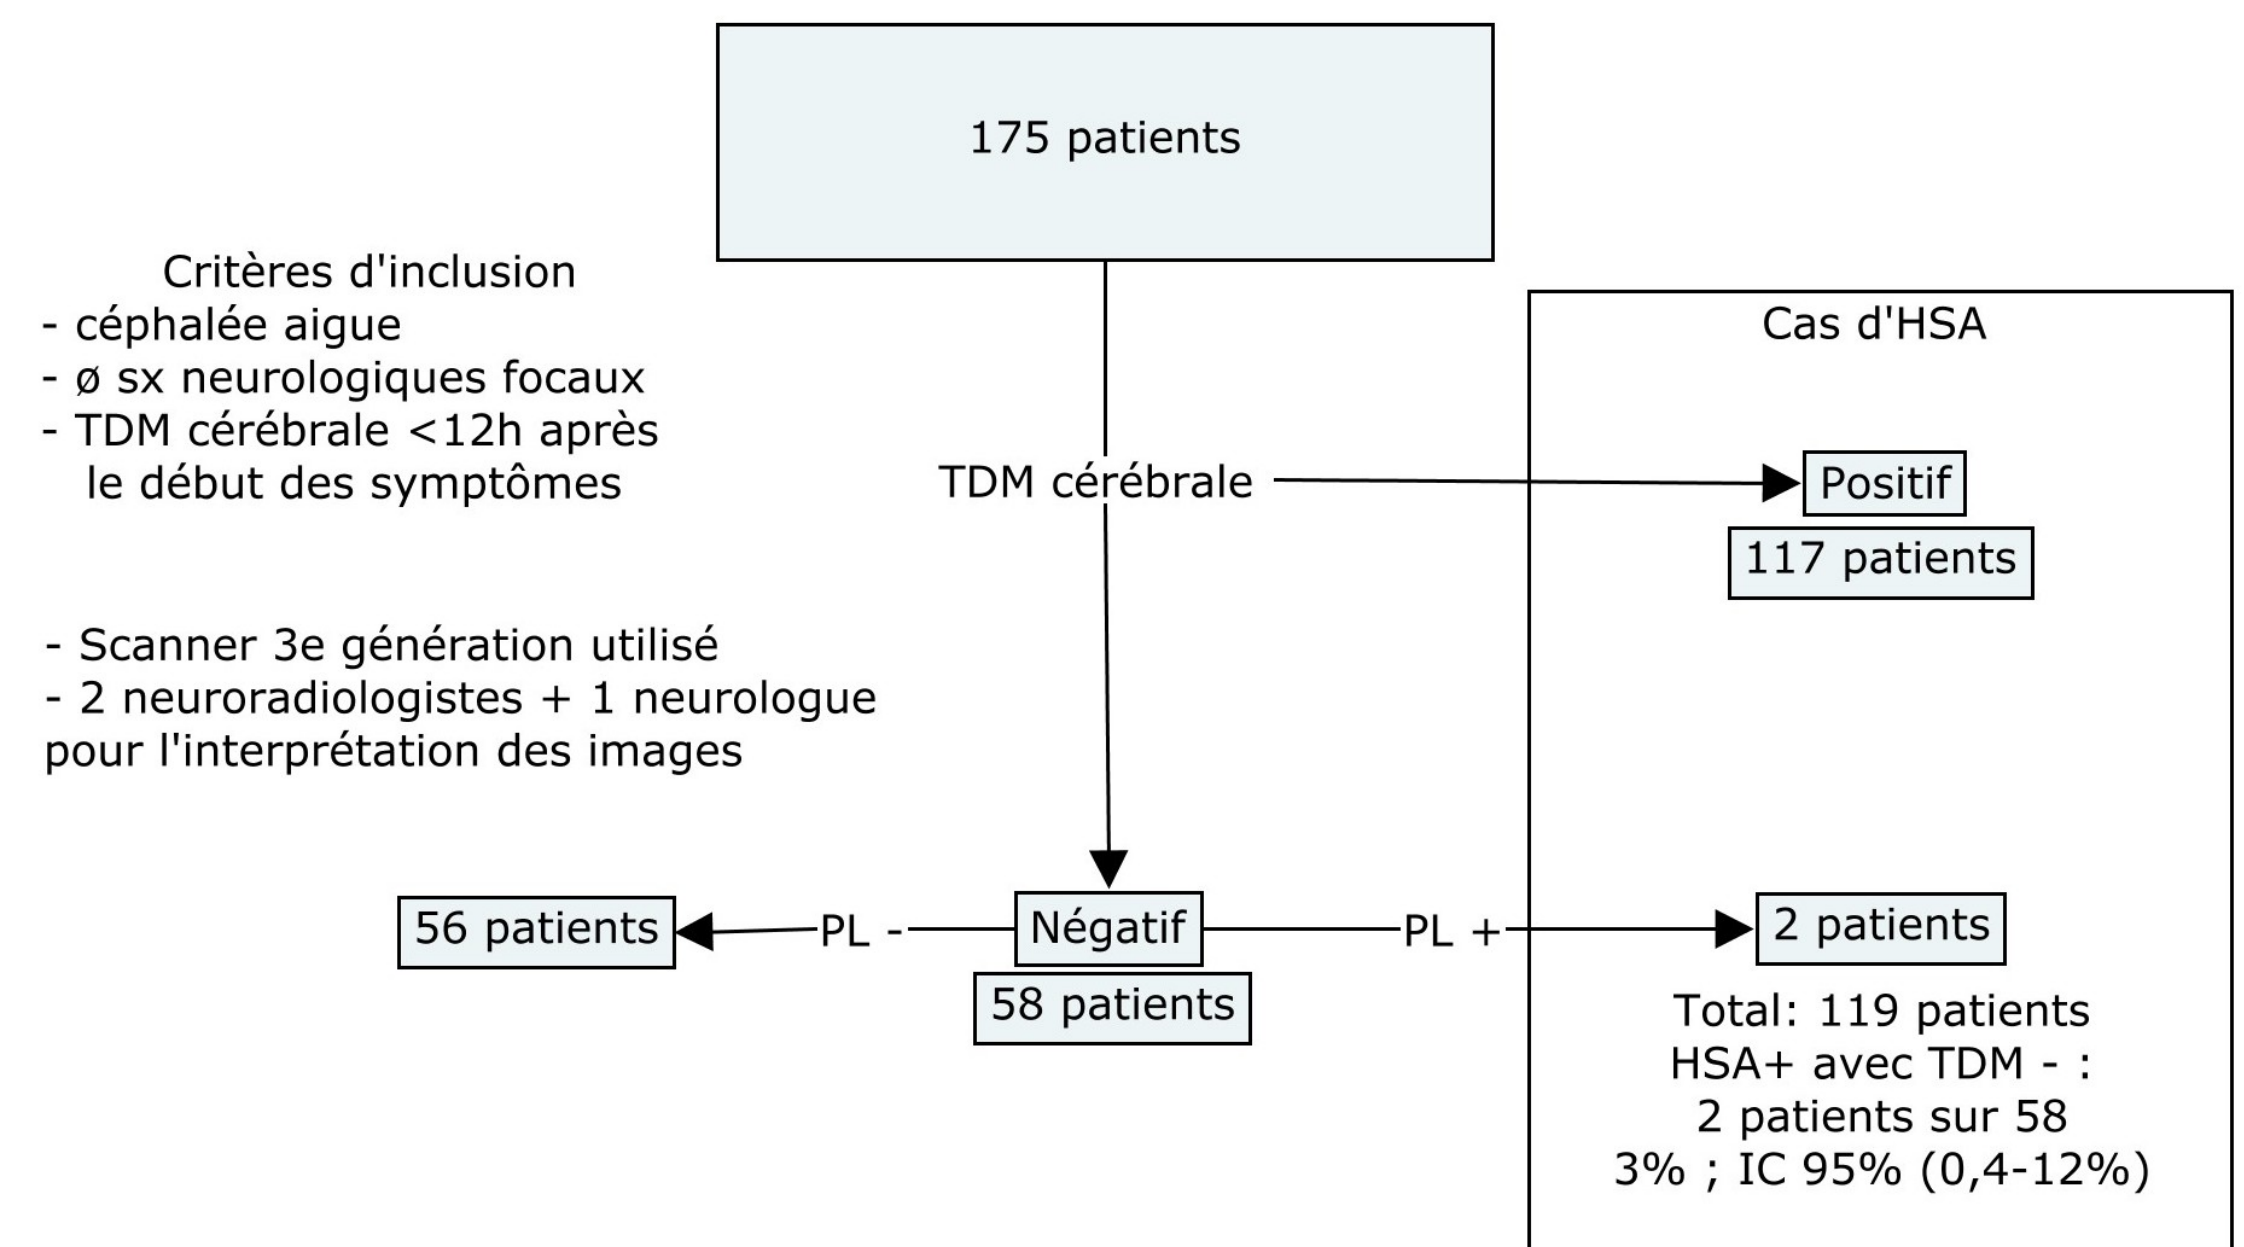 175 patients
Critères d'inclusion
- céphalée aigue
- ø sx neurologiques focaux
- TDM cérébrale <12h après
le début des symptômes
- Scanner 3e génération utilisé
- 2 neuroradiologistes + 1 neurologue
pour l'interprétation des images
TDM cérébrale
Cas d'HSA
Positif
117 patients
56 patients
PL -
Négatif
58 patients
PL +
2 patients
Total: 119 patients
HSA+ avec TDM - :
2 patients sur 58
3% ; IC 95% (0,4-12%)